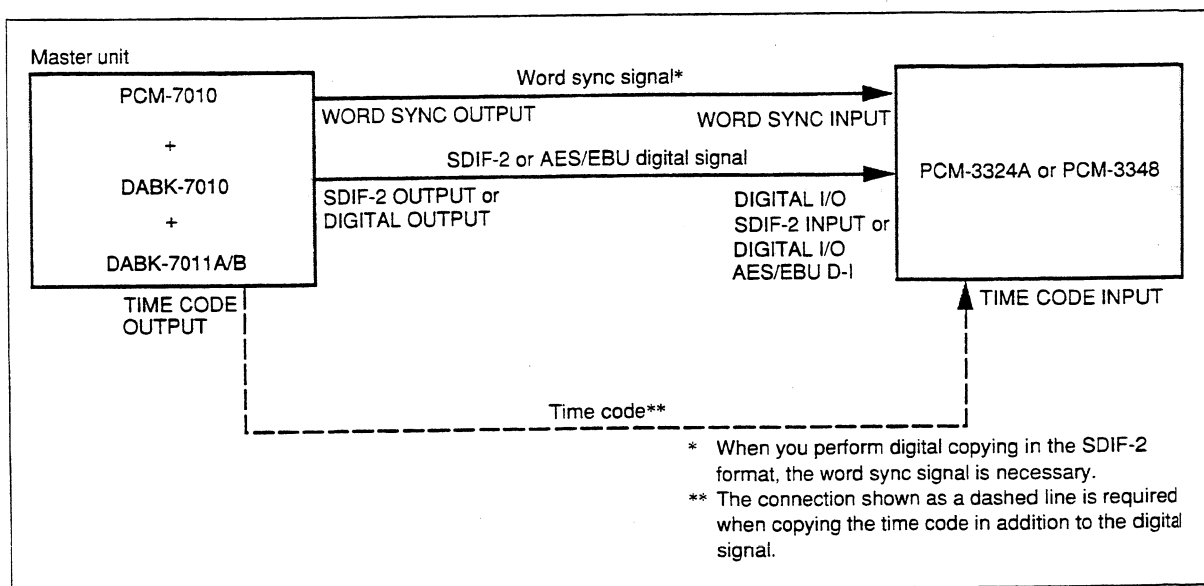 Master unit
PCM-7010
+
DABK-7010
+
DABK-7011A/B
Word sync signal*
WORD SYNC OUTPUT
WORD SYNC INPUT
SDIF-2 or AES/EBU digital signal
SDIF-2 OUTPUT or
DIGITAL OUTPUT
DIGITAL I/O
SDIF-2 INPUT or
DIGITAL I/O
AES/EBU D-I
PCM-3324A or PCM-3348
TIME CODE
OUTPUT
TIME CODE INPUT
Time code**
* When you perform digital copying in the SDIF-2
format, the word sync signal is necessary.
** The connection shown as a dashed line is required
when copying the time code in addition to the digital
signal.